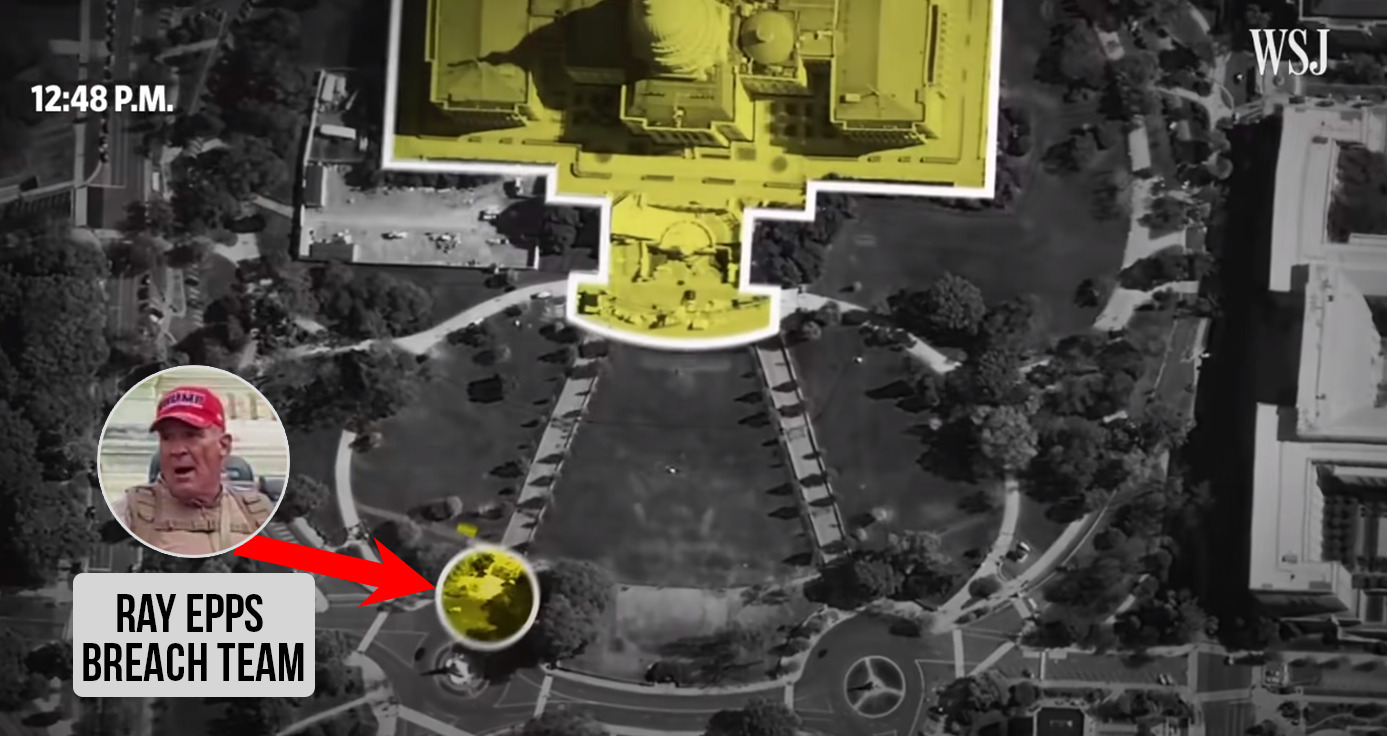 WSJ
12:48 P.M.
TRUMP
RAY EPPS
BREACH TEAM